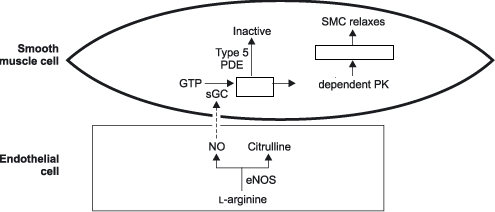 SMC relaxes
Inactive
Smooth
muscle cell
Type 5
PDE
GTP
sGC
dependent PK
NO
Citrulline
Endothelial
cell
eNOS
L-arginine